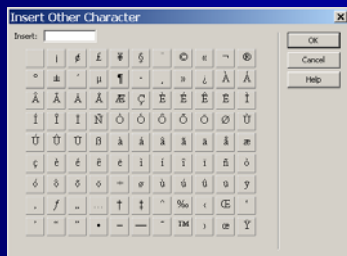 Insert Other Character
Insert:
OK
Cancel
Help
¡ ¢ £ ¥ § ¨ © « ¬ ®
° ± ´ µ ¶ · ¸ » ¿ À Á
Â Ã Ä Å Æ Ç È É Ê Ë Ì
Í Î Ï Ñ Ò Ó Ô Õ Ö Ø Ù
Ú Û Ü ß à á â ã ä å æ
ç è é ê ë ì í î ï ñ ò
ó ô õ ö ÷ ø ù ú û ü ÿ
‚ ƒ „ … † ‡ ˆ ‰ ‹ Œ ‘
’ “ ” • – — ˜ ™ › œ Ÿ